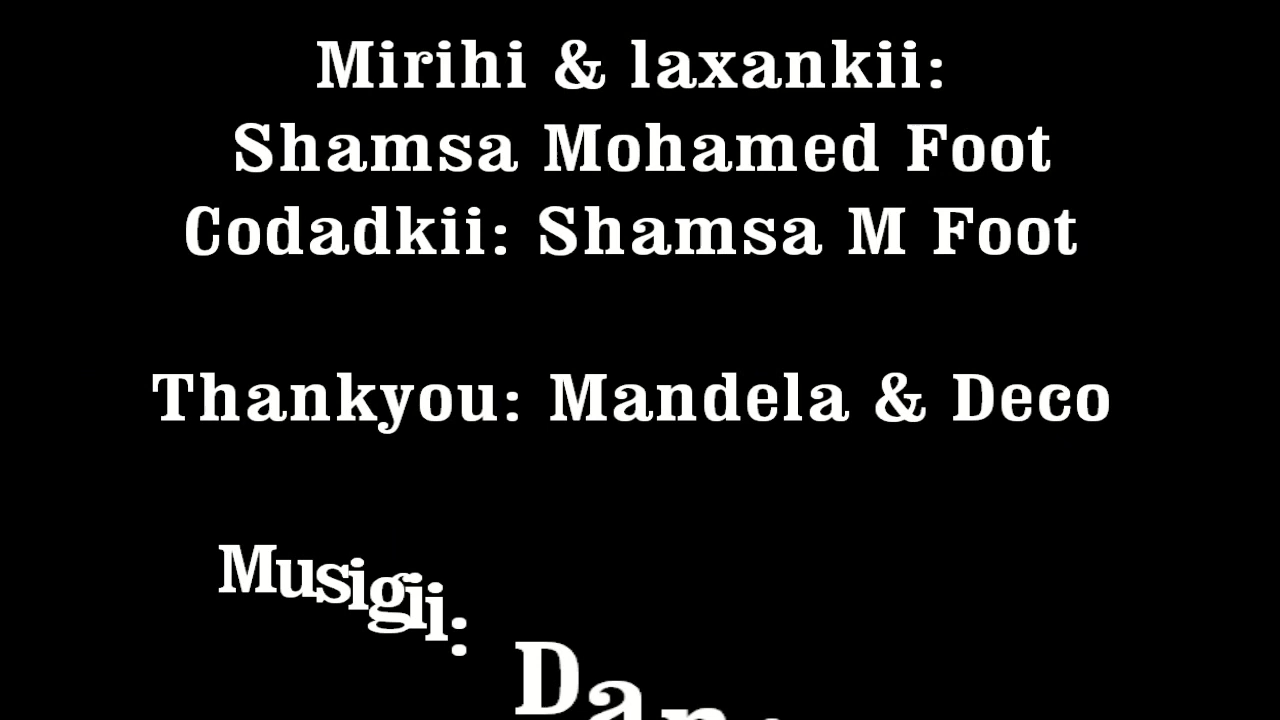 Mirihi & laxankii:
Shamsa Mohamed Foot
Codadkii: Shamsa M Foot
Thankyou: Mandela & Deco
Musigii: